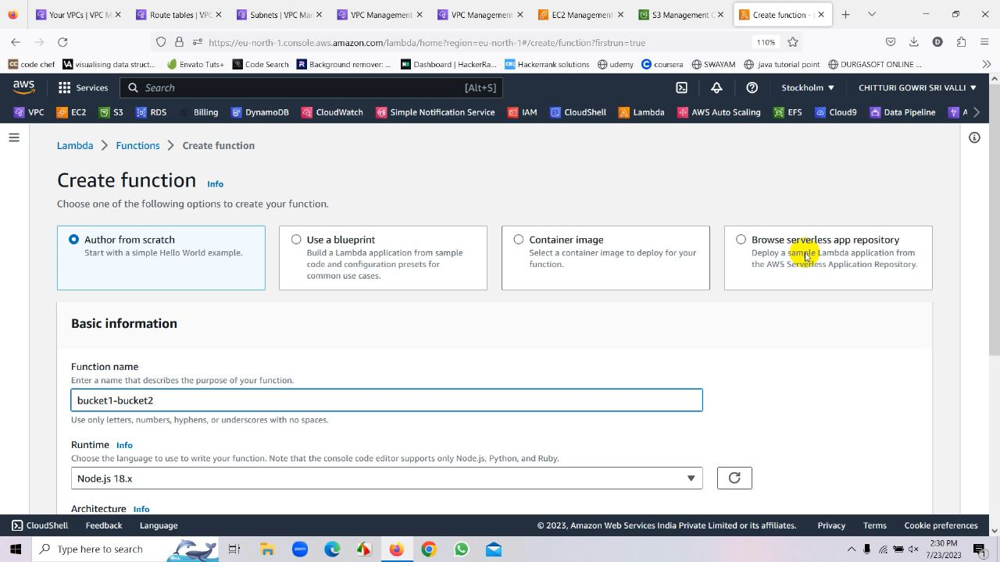 Your VPCs | VPC M
Route tables | VPC
Subnets | VPC Man
VPC Management
VPC Management
EC2 Management
S3 Management C
Create function - L
https://eu-north-1.console.aws.amazon.com/lambda/home?region=eu-north-1#/create/function?firstrun=true
110%
D
code chef
visualising data struct...
Envato Tuts+
Code Search
Background mover: ...
Dashboard | HackerRa...
Hackerrank solutions
udemy
coursera
SWAYAM
java tutorial point
DURGASOFT ONLINE ...
aws
Services
Search
[Alt+S]
Stockholm
CHITTURI GOWRI SRI VALLI
VPC
EC2
S3
RDS
Billing
DynamoDB
CloudWatch
Simple Notification Service
IAM
CloudShell
Lambda
AWS Auto Scaling
EFS
Cloud9
Data Pipeline
A
Lambda
Functions
Create function
Create function Info
Choose one of the following options to create your function.
Author from scratch
Start with a simple Hello World example.
Use a blueprint
Build a Lambda application from sample
code and configuration presets for
common use cases.
Container image
Select a container image to deploy for your
function.
Browse serverless app repository
Deploy a sample Lambda application from
the AWS Serverless Application Repository.
Basic information
Function name
Enter a name that describes the purpose of your function.
bucket1-bucket2
Use only letters, numbers, hyphens, or underscores with no spaces.
Runtime Info
Choose the language to use to write your function. Note that the console code editor supports only Node.js, Python, and Ruby.
Node.js 18.x
Architecture Info
CloudShell
Feedback
Language
© 2023, Amazon Web Services India Private Limited or its affiliates.
Privacy
Terms
Cookie preferences
Type here to search
zoom
2:30 PM
7/23/2023